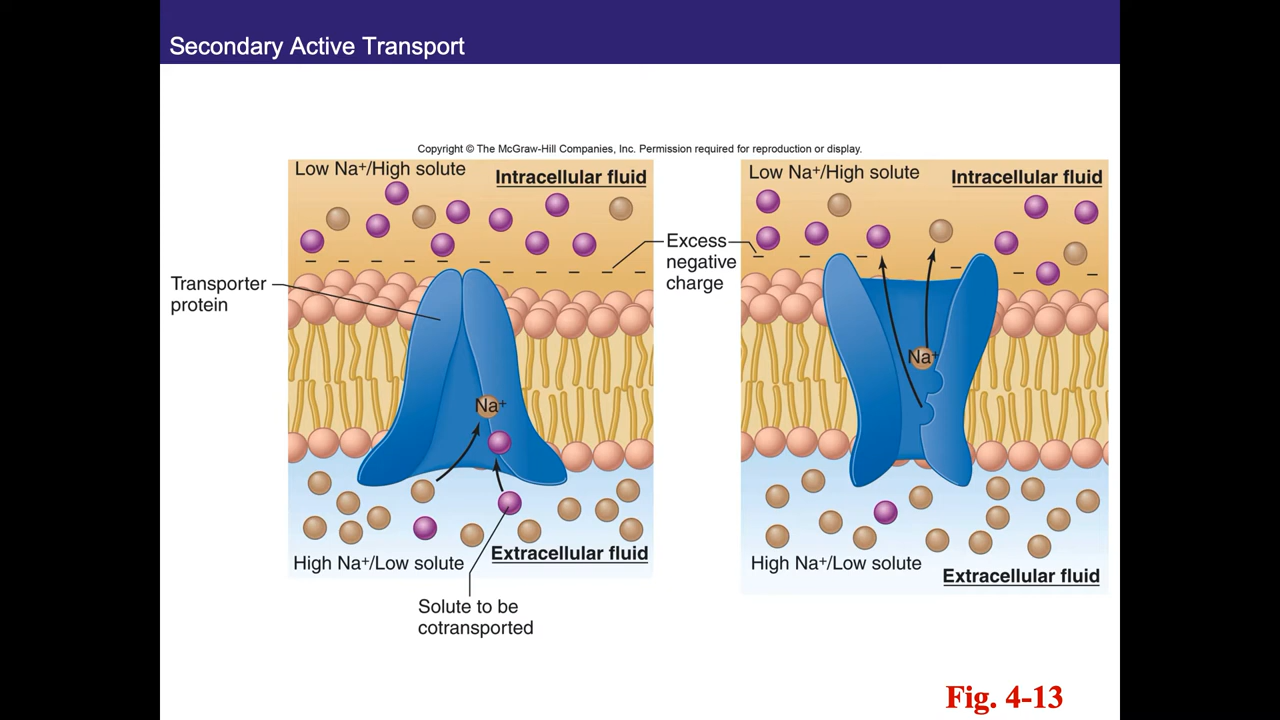 Secondary Active Transport
Copyright © The McGraw-Hill Companies, Inc. Permission required for reproduction or display.
Low Na⁺/High solute
Intracellular fluid
Transporter
protein
Na⁺
High Na⁺/Low solute
Extracellular fluid
Solute to be
cotransported
Excess
negative
charge
Low Na⁺/High solute
Intracellular fluid
Na⁺
High Na⁺/Low solute
Extracellular fluid
Fig. 4-13